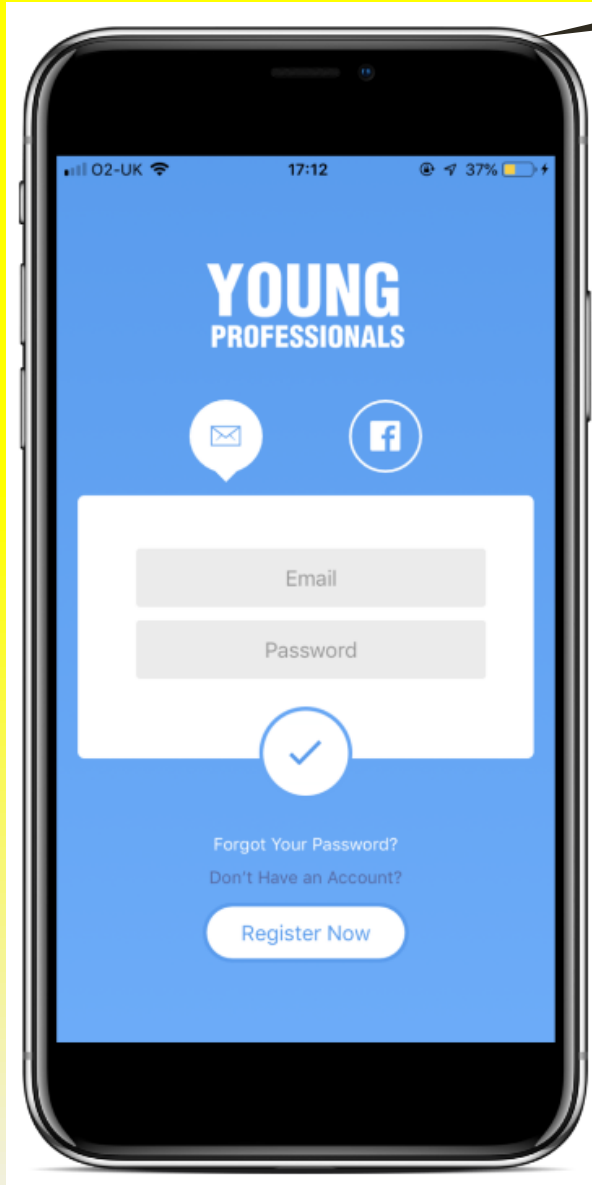 O2-UK 17:12 37%
YOUNG
PROFESSIONALS
f
Email
Password
Forgot Your Password?
Don't Have an Account?
Register Now